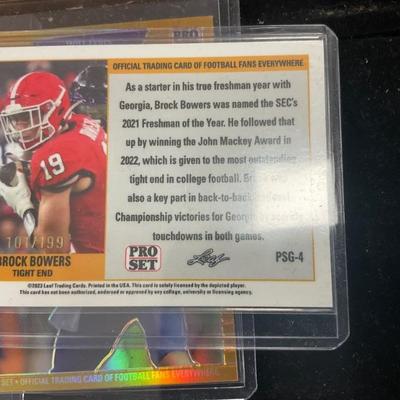 PRO
OFFICIAL TRADING CARD OF FOOTBALL FANS EVERYWHERE
As a starter in his true freshman year with
Georgia, Brock Bowers was named the SEC's
2021 Freshman of the Year. He followed that
up by winning the John Mackey Award in
2022, which is given to the most outstanding
tight end in college football.
also a key part in back-to-back
Championship victories for Georgia
touchdowns in both games.
19
101/199
BROCK BOWERS
TIGHT END
PRO
SET
Leaf
PSG-4
©2023 Leaf Trading Cards. Printed in the USA. This card is solely licensed by the depicted player.
This card has not been authorized, endorsed or approved by any college, university or licensing agency.
SET • OFFICIAL TRADING CARD OF FOOTBALL FANS EVERYWHERE